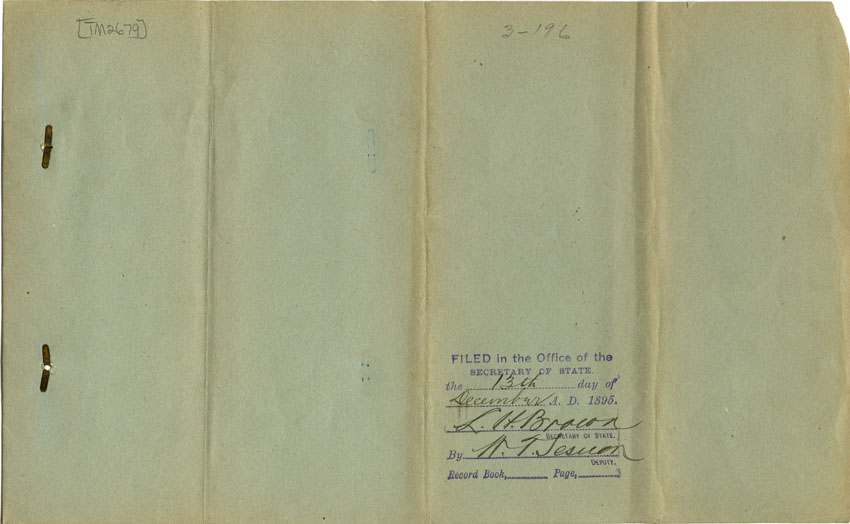 [TM2679]
3-196
FILED in the Office of the
SECRETARY OF STATE.
the 13th day of
December A. D. 1895.
L. H. Brown
SECRETARY OF STATE.
By W. T. Sesnon
DEPUTY.
Record Book, Page,